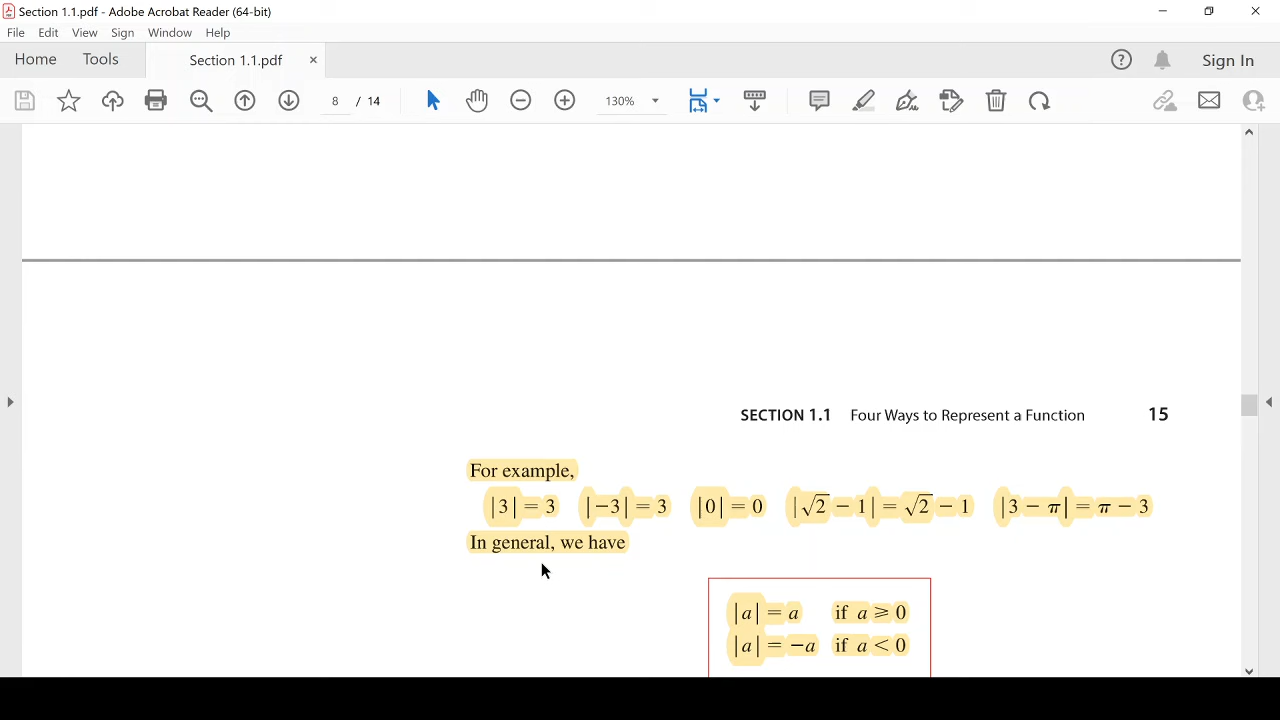 Section 1.1.pdf - Adobe Acrobat Reader (64-bit)
File Edit View Sign Window Help
Home Tools Section 1.1.pdf × ? Sign In
8 / 14 130%
SECTION 1.1 Four Ways to Represent a Function 15
For example,
|3| = 3 |−3| = 3 |0| = 0 |√2 − 1| = √2 − 1 |3 − π| = π − 3
In general, we have
|a| = a if a ⩾ 0
|a| = −a if a < 0